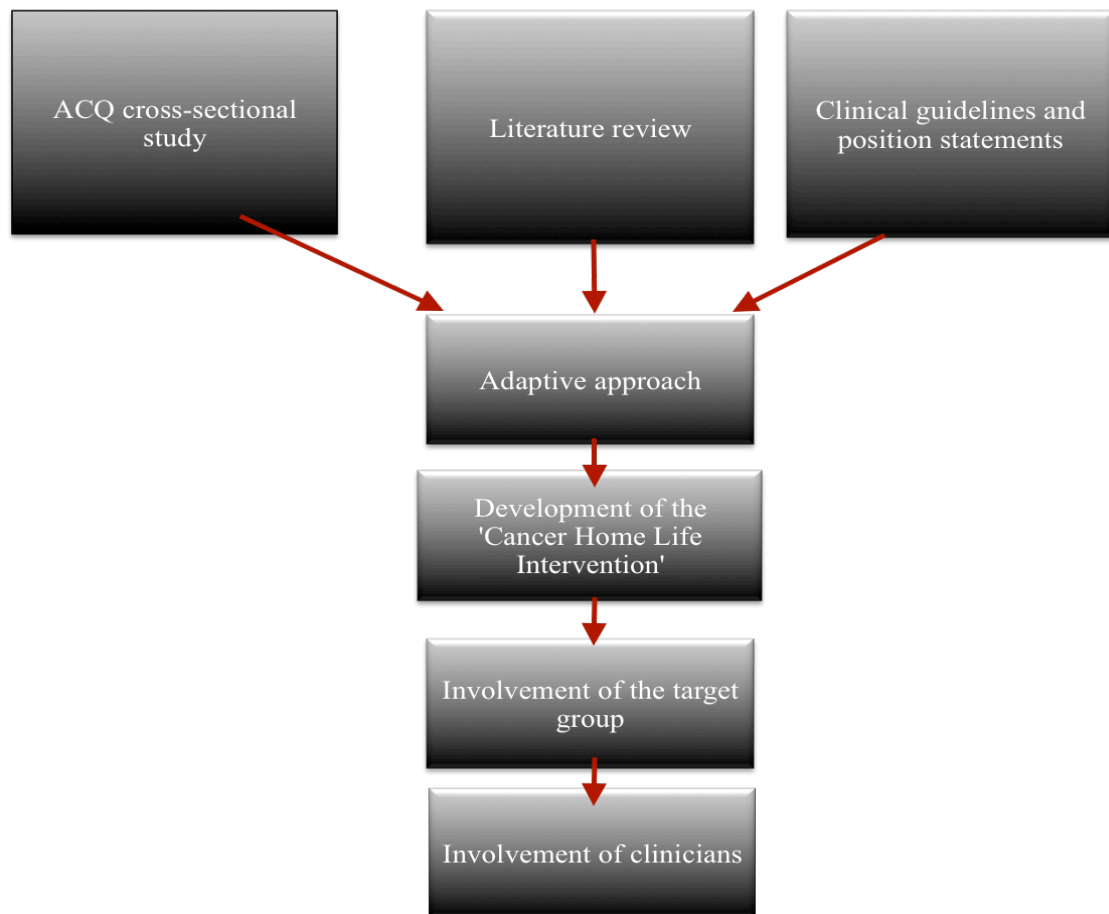 ACQ cross-sectional
study
Literature review
Clinical guidelines and
position statements
Adaptive approach
Development of the
'Cancer Home Life
Intervention'
Involvement of the target
group
Involvement of clinicians